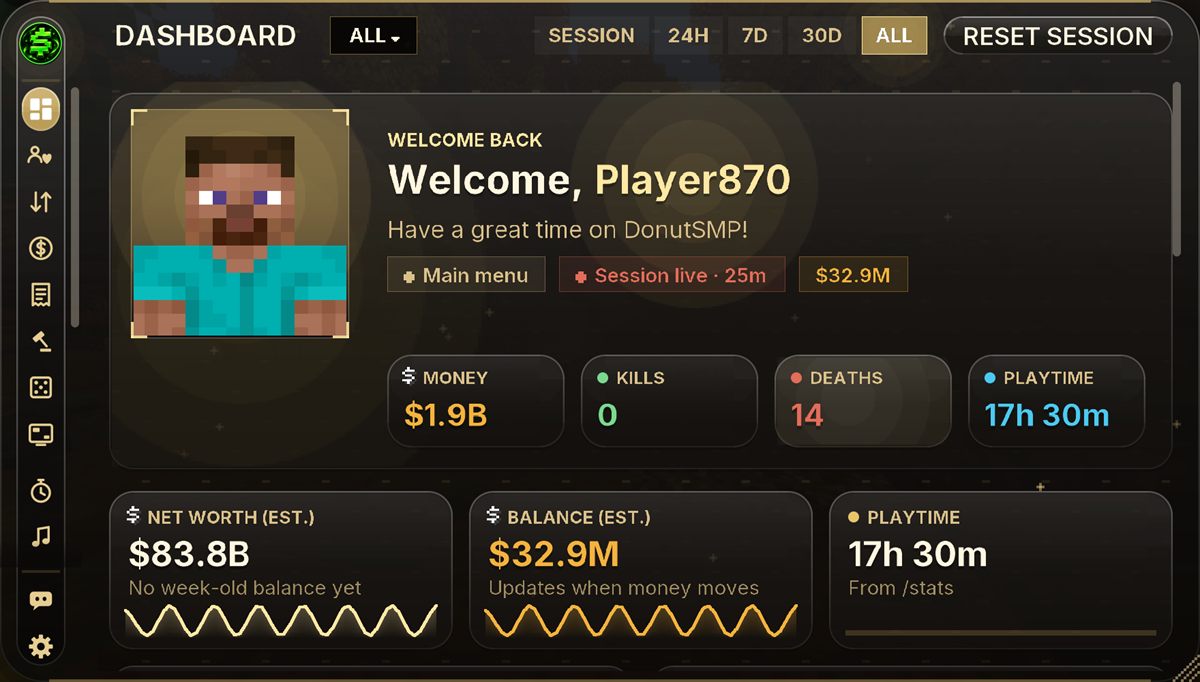 DASHBOARD
ALL
SESSION 24H 7D 30D ALL
RESET SESSION
WELCOME BACK
Welcome, Player870
Have a great time on DonutSMP!
Main menu
Session live · 25m
$32.9M
MONEY
$1.9B
KILLS
0
DEATHS
14
PLAYTIME
17h 30m
NET WORTH (EST.)
$83.8B
No week-old balance yet
BALANCE (EST.)
$32.9M
Updates when money moves
PLAYTIME
17h 30m
From /stats